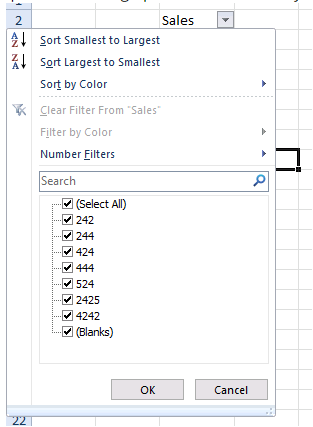 2
Sales
Sort Smallest to Largest
Sort Largest to Smallest
Sort by Color
Clear Filter From "Sales"
Filter by Color
Number Filters
Search
(Select All)
242
244
424
444
524
2425
4242
(Blanks)
OK
Cancel
22